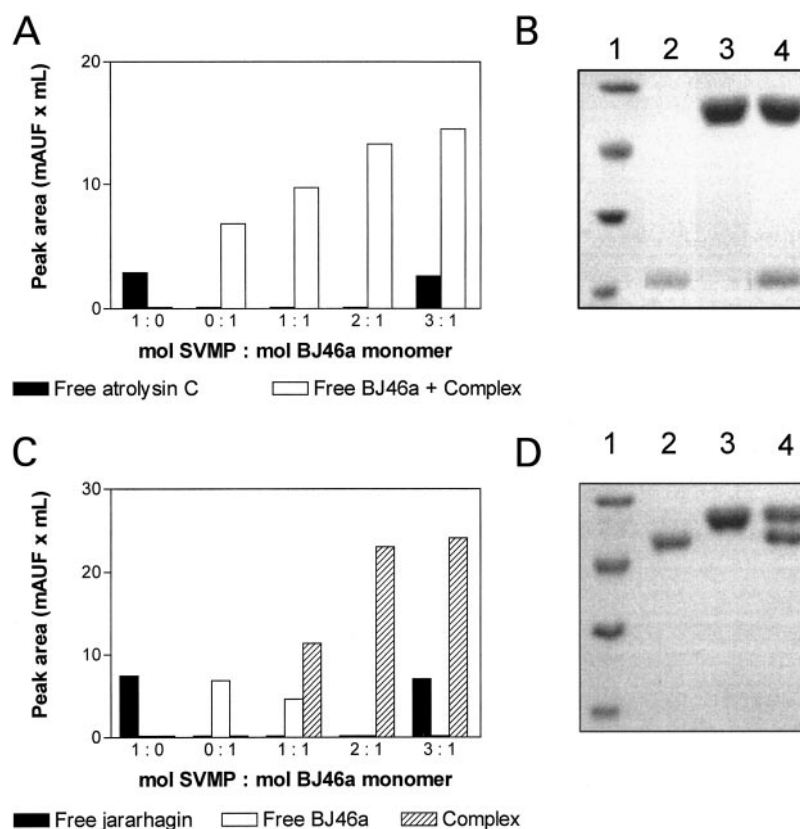 A
20
10
0
Peak area (mAUF x mL)
1 : 0 0 : 1 1 : 1 2 : 1 3 : 1
mol SVMP : mol BJ46a monomer
Free atrolysin C Free BJ46a + Complex
B
1 2 3 4
C
30
20
10
0
Peak area (mAUF x mL)
1 : 0 0 : 1 1 : 1 2 : 1 3 : 1
mol SVMP : mol BJ46a monomer
Free jararhagin Free BJ46a Complex
D
1 2 3 4